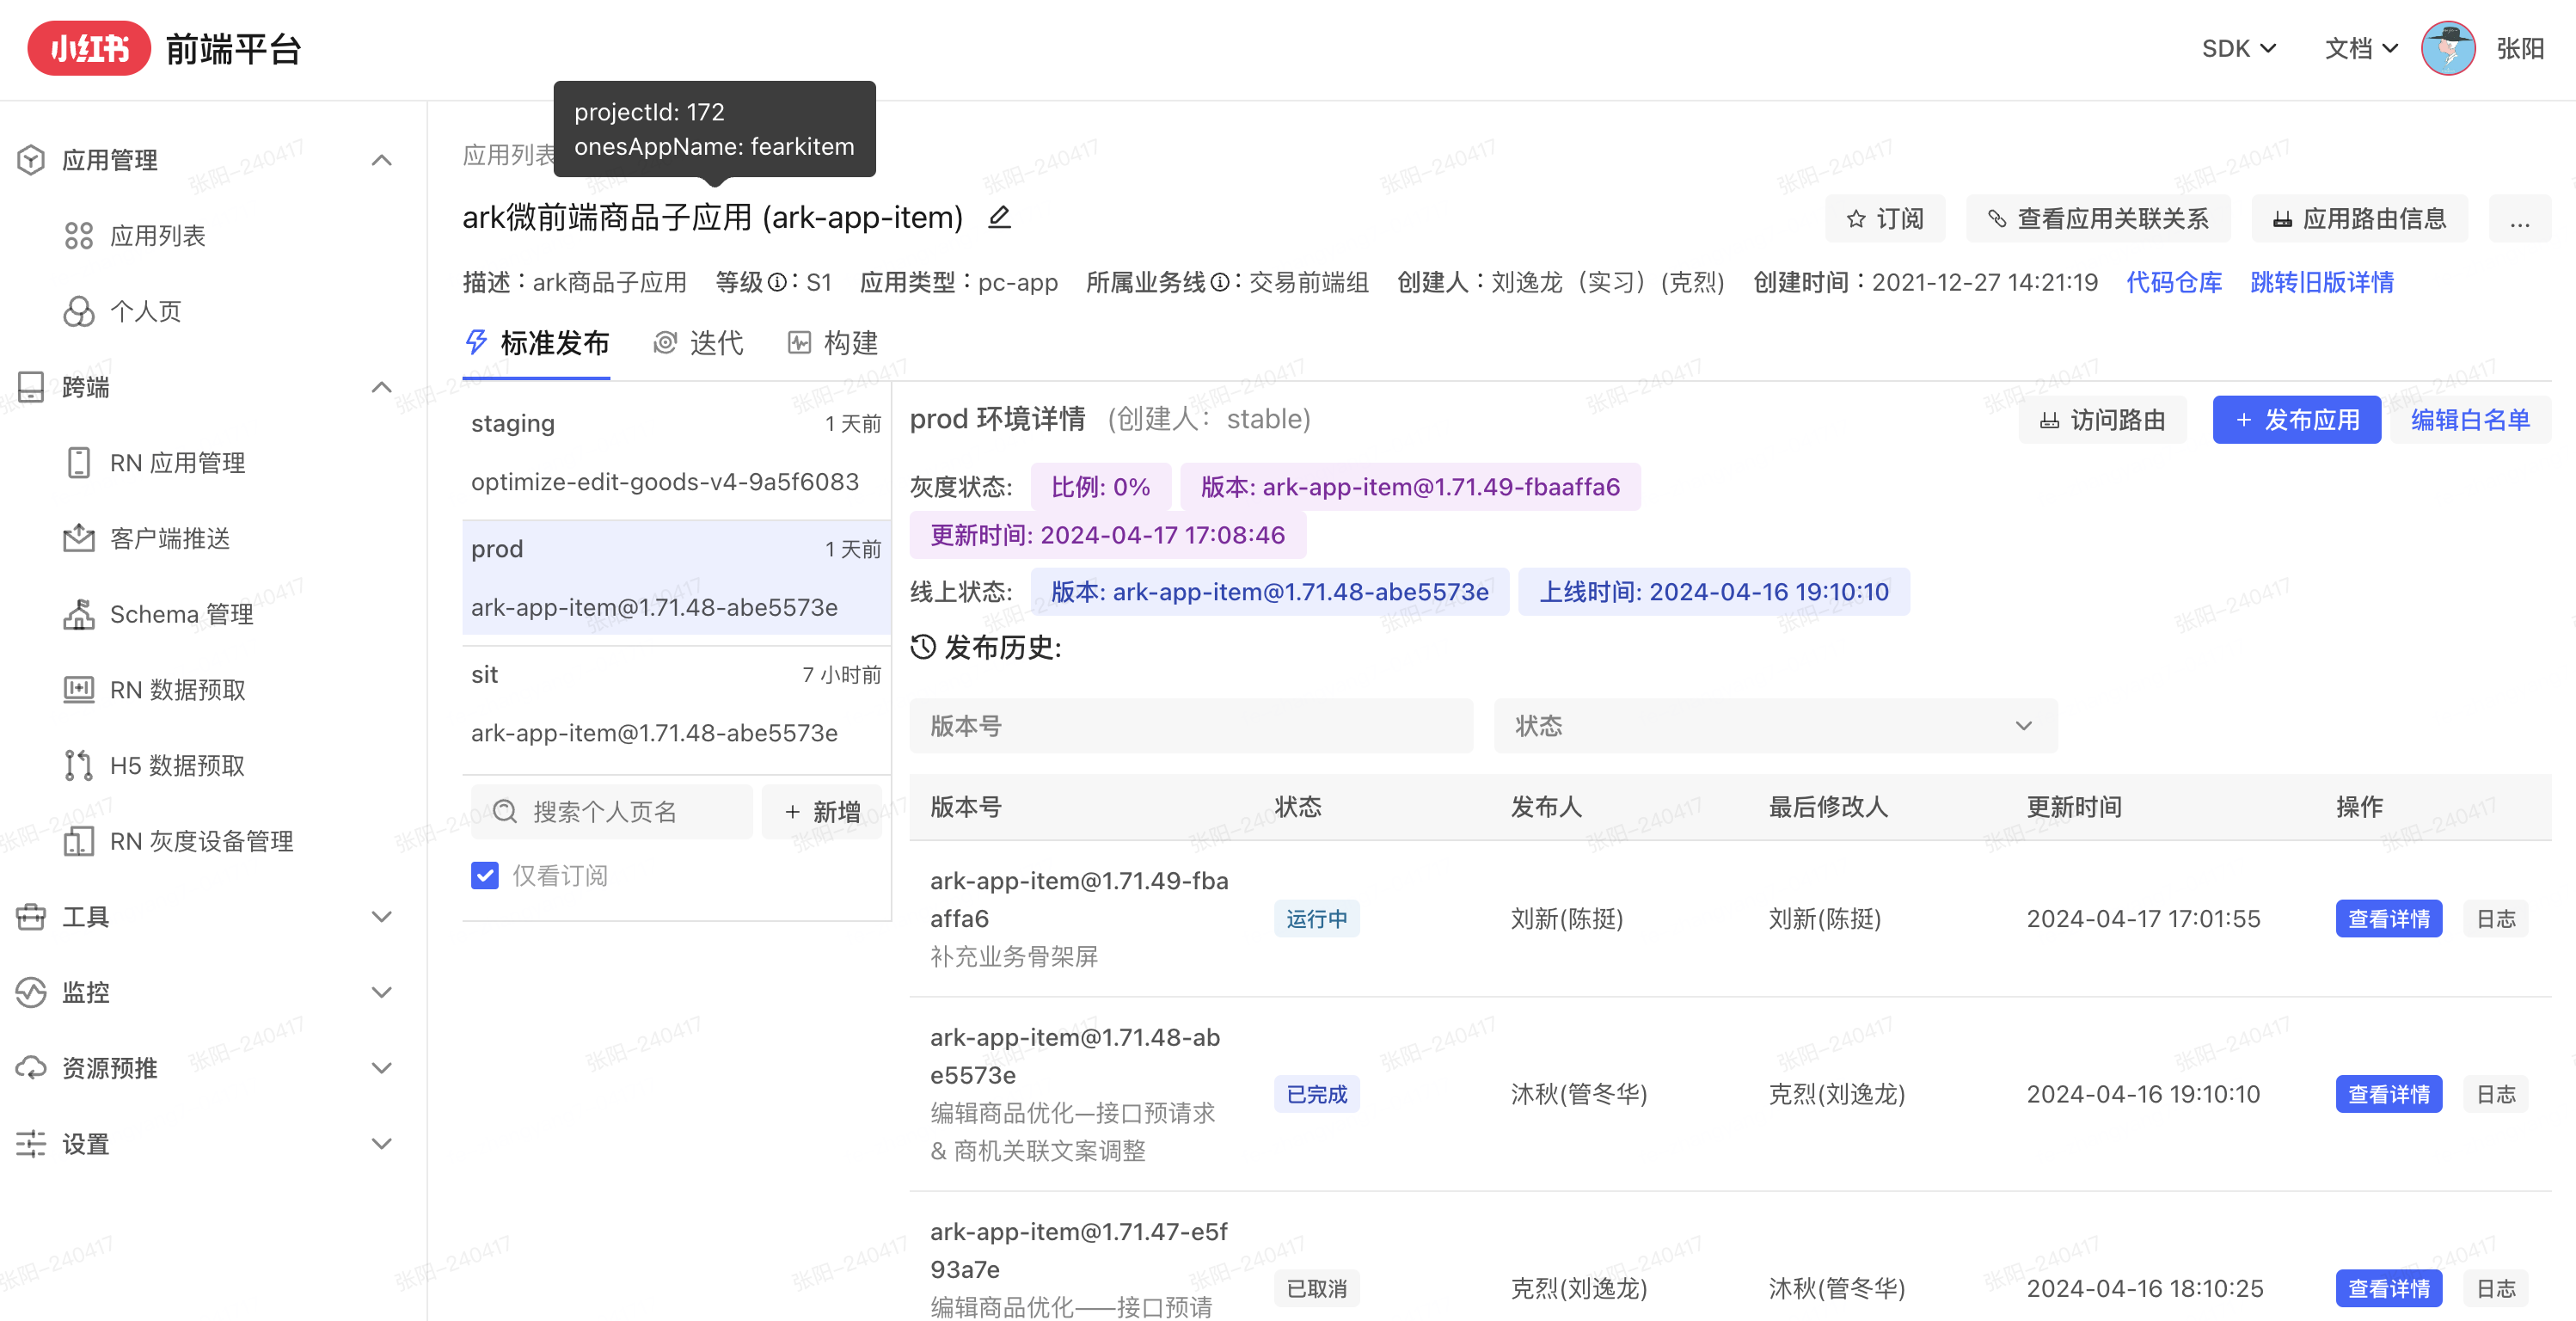 小红书 前端平台
SDK 文档 张阳
projectId: 172
onesAppName: fearkitem
应用管理
应用列表
个人页
跨端
RN 应用管理
客户端推送
Schema 管理
RN 数据预取
H5 数据预取
RN 灰度设备管理
工具
监控
资源预推
设置
应用列表
ark微前端商品子应用 (ark-app-item)
订阅 查看应用关联关系 应用路由信息 ...
描述：ark商品子应用 等级: S1 应用类型：pc-app 所属业务线: 交易前端组 创建人：刘逸龙（实习）(克烈) 创建时间：2021-12-27 14:21:19 代码仓库 跳转旧版详情
标准发布 迭代 构建
staging 1 天前
optimize-edit-goods-v4-9a5f6083
prod 1 天前
ark-app-item@1.71.48-abe5573e
sit 7 小时前
ark-app-item@1.71.48-abe5573e
搜索个人页名 + 新增
仅看订阅
prod 环境详情 (创建人: stable)
访问路由 + 发布应用 编辑白名单
灰度状态: 比例: 0% 版本: ark-app-item@1.71.49-fbaaffa6
更新时间: 2024-04-17 17:08:46
线上状态: 版本: ark-app-item@1.71.48-abe5573e 上线时间: 2024-04-16 19:10:10
发布历史:
版本号 状态
版本号 状态 发布人 最后修改人 更新时间 操作
ark-app-item@1.71.49-fba
affa6
补充业务骨架屏
运行中 刘新(陈挺) 刘新(陈挺) 2024-04-17 17:01:55 查看详情 日志
ark-app-item@1.71.48-ab
e5573e
编辑商品优化—接口预请求
& 商机关联文案调整
已完成 沐秋(管冬华) 克烈(刘逸龙) 2024-04-16 19:10:10 查看详情 日志
ark-app-item@1.71.47-e5f
93a7e
编辑商品优化——接口预请
已取消 克烈(刘逸龙) 沐秋(管冬华) 2024-04-16 18:10:25 查看详情 日志
张阳-240417